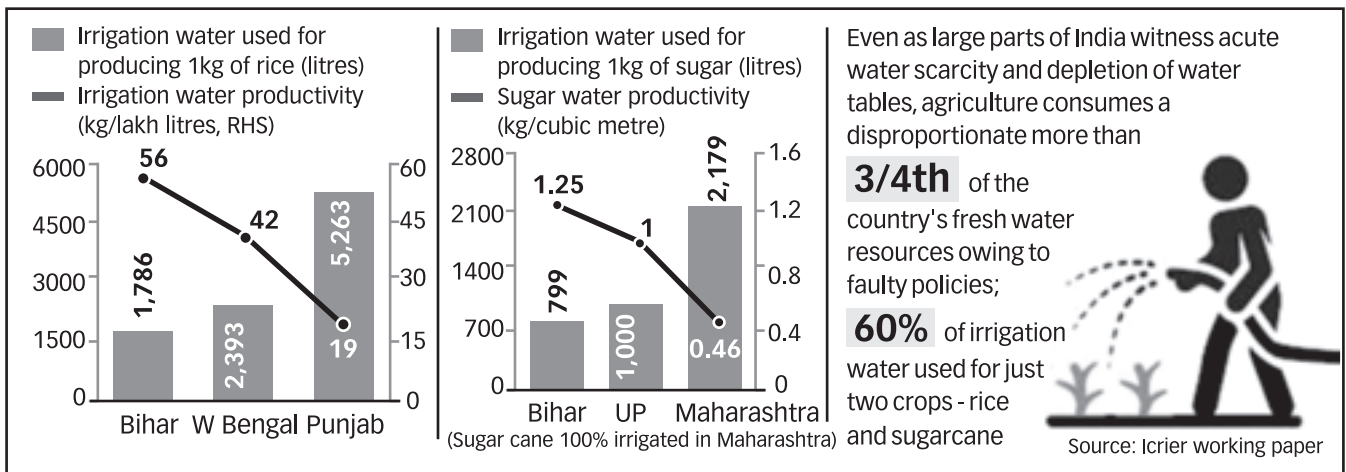 Irrigation water used for
producing 1kg of rice (litres)
Irrigation water productivity
(kg/lakh litres, RHS)
6000
4500
3000
1500
0
56
42
19
1,786
2,393
5,263
60
45
30
15
0
Bihar W Bengal Punjab
Irrigation water used for
producing 1kg of sugar (litres)
Sugar water productivity
(kg/cubic metre)
2800
2100
1400
700
0
1.25
1
0.46
799
1,000
2,179
1.6
1.2
0.8
0.4
0
Bihar UP Maharashtra
(Sugar cane 100% irrigated in Maharashtra)
Even as large parts of India witness acute
water scarcity and depletion of water
tables, agriculture consumes a
disproportionate more than
3/4th of the
country's fresh water
resources owing to
faulty policies;
60% of irrigation
water used for just
two crops - rice
and sugarcane
Source: Icrier working paper